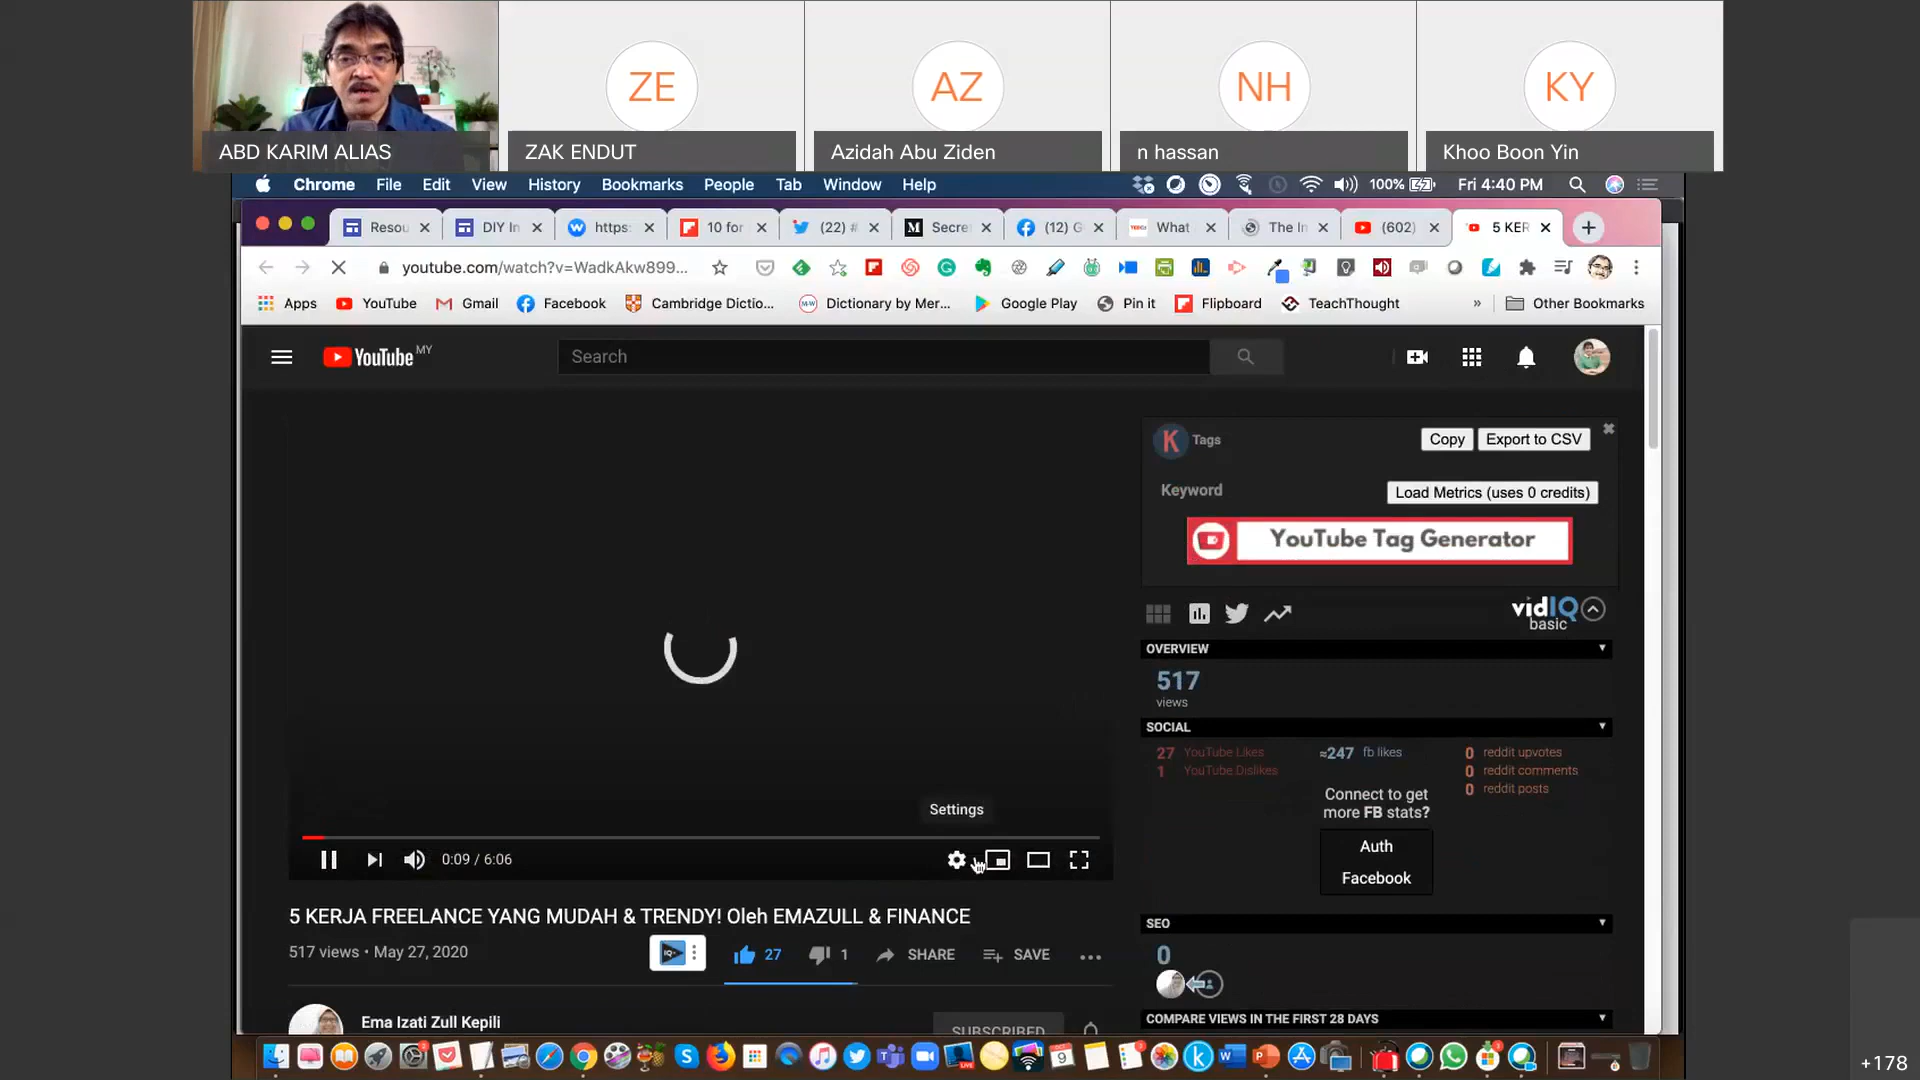 ZE
AZ
NH
KY
ABD KARIM ALIAS
ZAK ENDUT
Azidah Abu Ziden
n hassan
Khoo Boon Yin
Chrome File Edit View History Bookmarks People Tab Window Help 100% Fri 4:40 PM
Resou DIY In https: 10 for (22) # Secre (12) G What The In (602) 5 KER
youtube.com/watch?v=WadkAkw899...
Apps YouTube Gmail Facebook Cambridge Dictio... Dictionary by Mer... Google Play Pin it Flipboard TeachThought » Other Bookmarks
YouTube MY
Search
K Tags
Copy
Export to CSV
Keyword
Load Metrics (uses 0 credits)
YouTube Tag Generator
vidIQ
basic
OVERVIEW
517
views
SOCIAL
27 YouTube Likes
1 YouTube Dislikes
≈247 fb likes
0 reddit upvotes
0 reddit comments
0 reddit posts
Connect to get
more FB stats?
Auth
Facebook
Settings
0:09 / 6:06
5 KERJA FREELANCE YANG MUDAH & TRENDY! Oleh EMAZULL & FINANCE
517 views • May 27, 2020
27
1
SHARE
SAVE
SEO
0
Ema Izati Zull Kepili
SUBSCRIBED
COMPARE VIEWS IN THE FIRST 28 DAYS
+178